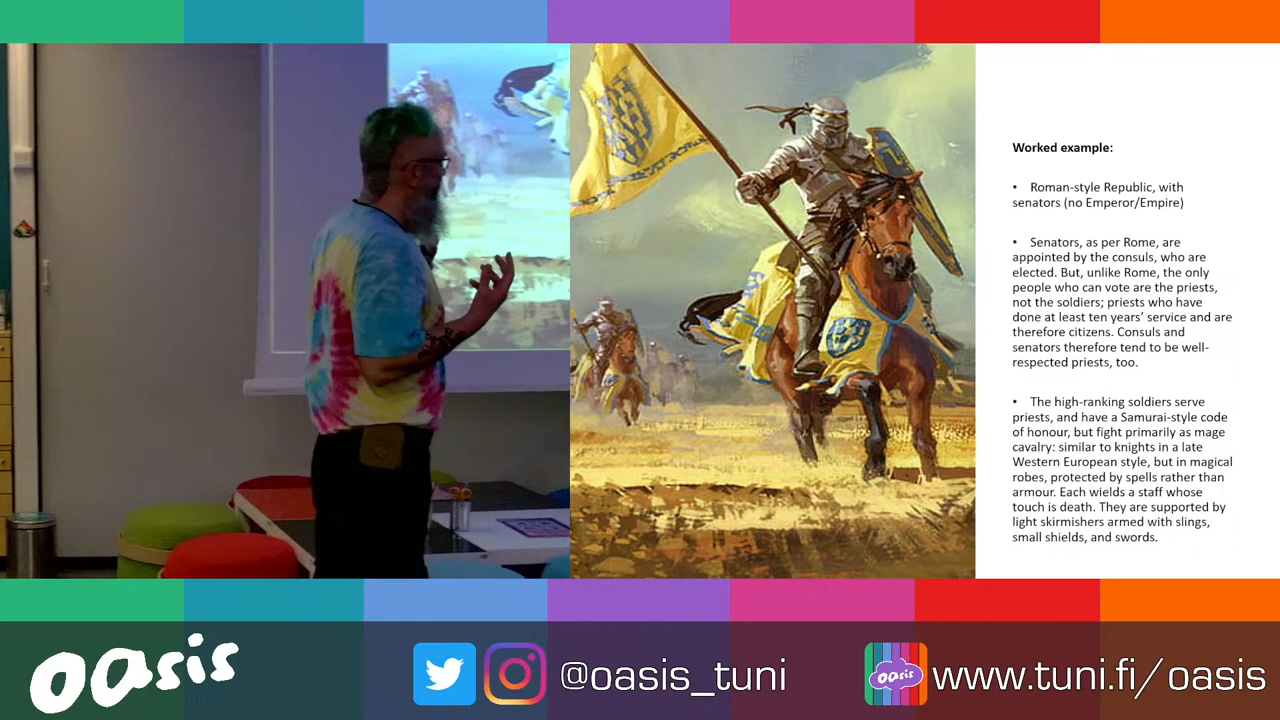 Worked example:
• Roman-style Republic, with
senators (no Emperor/Empire)
• Senators, as per Rome, are
appointed by the consuls, who are
elected. But, unlike Rome, the only
people who can vote are the priests,
not the soldiers; priests who have
done at least ten years’ service and are
therefore citizens. Consuls and
senators therefore tend to be well-
respected priests, too.
• The high-ranking soldiers serve
priests, and have a Samurai-style code
of honour, but fight primarily as mage
cavalry: similar to knights in a late
Western European style, but in magical
robes, protected by spells rather than
armour. Each wields a staff whose
touch is death. They are supported by
light skirmishers armed with slings,
small shields, and swords.
oasis
@oasis_tuni
oasis
www.tuni.fi/oasis